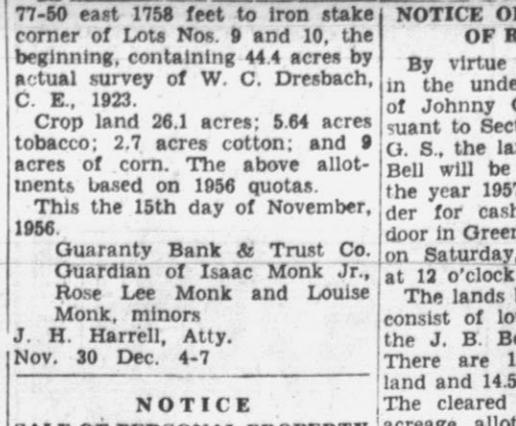 77-50 east 1758 feet to iron stake
corner of Lots Nos. 9 and 10, the
beginning, containing 44.4 acres by
actual survey of W. C. Dresbach,
C. E., 1923.
Crop land 26.1 acres; 5.64 acres
tobacco; 2.7 acres cotton; and 9
acres of corn. The above allot-
ments based on 1956 quotas.
This the 15th day of November,
1956.
Guaranty Bank & Trust Co.
Guardian of Isaac Monk Jr.,
Rose Lee Monk and Louise
Monk, minors
J. H. Harrell, Atty.
Nov. 30 Dec. 4-7
NOTICE
SALE OF PERSONAL PROPERTY
NOTICE
By virtue
in the
of Johnny
suant to
G. S., the
Bell will be
the year
der for cash
door in
on Saturday,
at 12 o'clock
The lands
consist of
the J. B.
There are
land and 14.5
The cleared
acreage